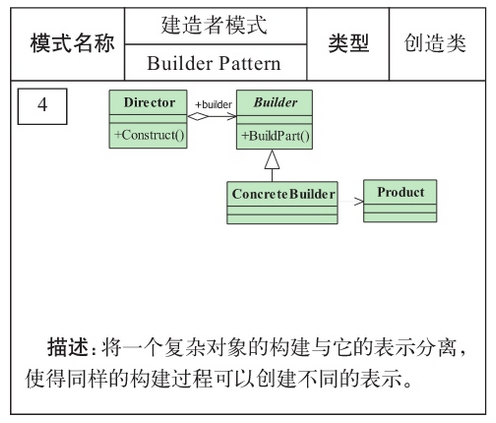 模式名称
建造者模式
Builder Pattern
类型
创造类
4
Director
+builder
Builder
+Construct()
+BuildPart()
ConcreteBuilder
Product
描述：将一个复杂对象的构建与它的表示分离，
使得同样的构建过程可以创建不同的表示。